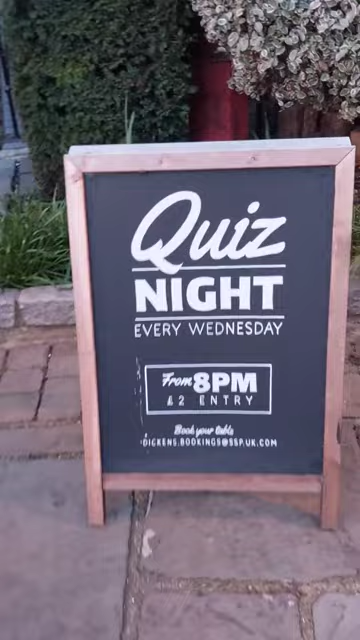 Quiz
NIGHT
EVERY WEDNESDAY
From 8PM
£2 ENTRY
Book your table
DICKENS.BOOKINGS@SSP.UK.COM